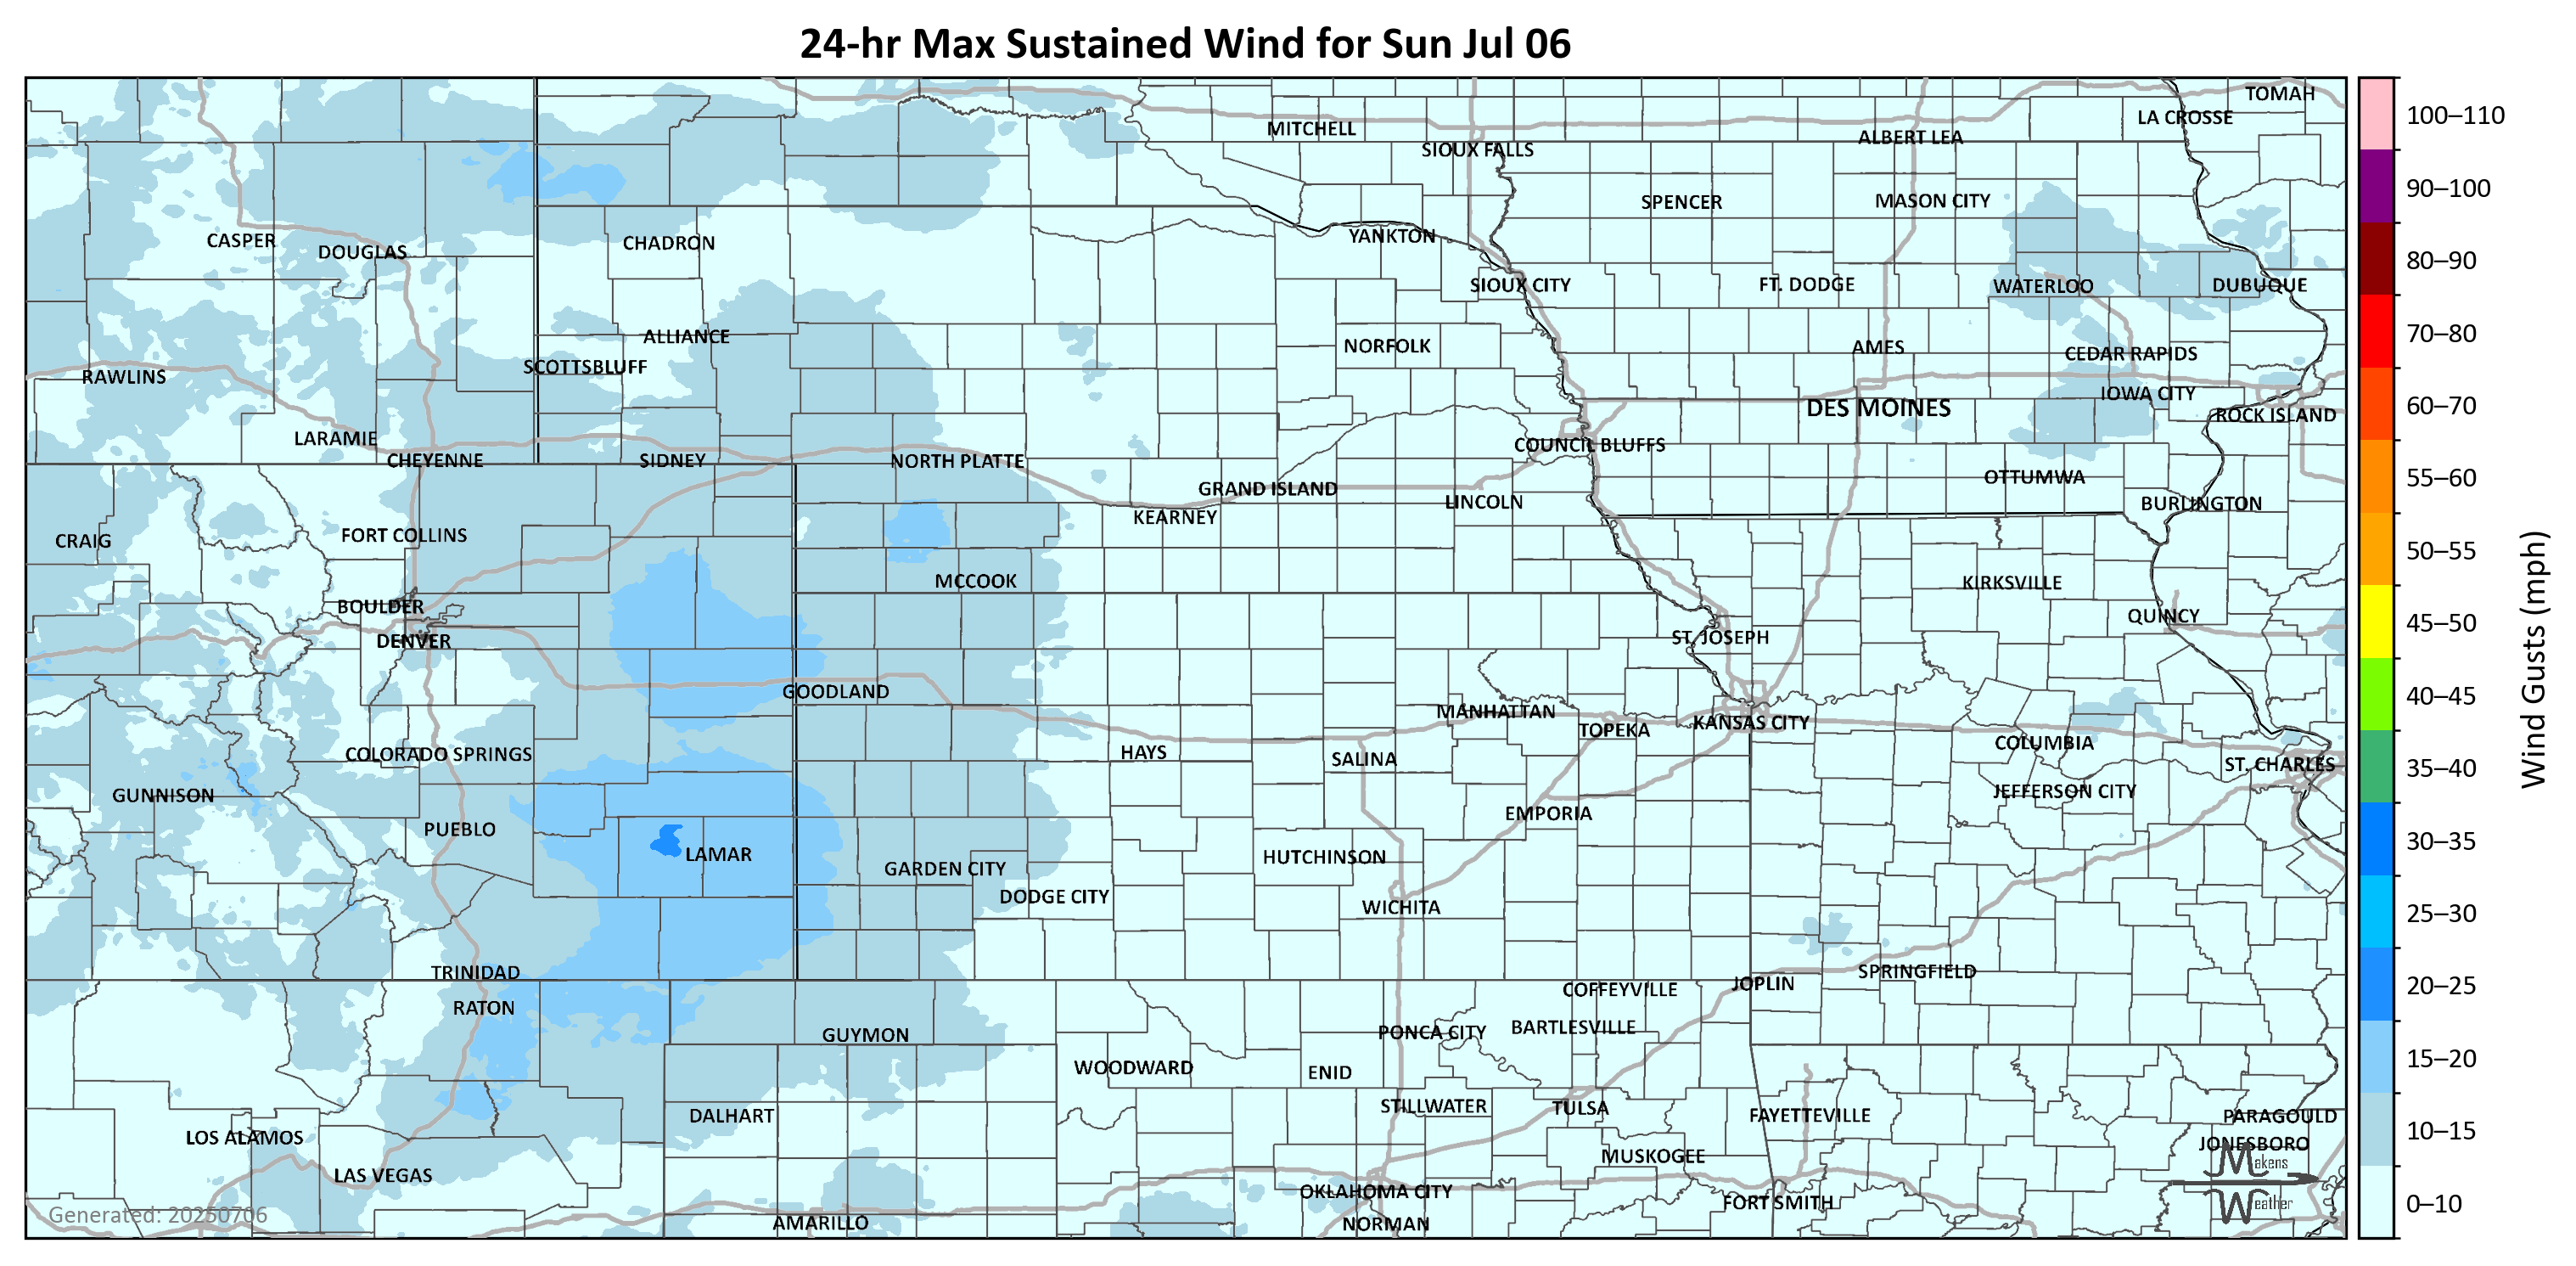 24-hr Max Sustained Wind for Sun Jul 06
TOMAH
LA CROSSE
MITCHELL
ALBERT LEA
SIOUX FALLS
SPENCER
MASON CITY
CASPER
DOUGLAS
CHADRON
YANKTON
SIOUX CITY
FT. DODGE
WATERLOO
DUBUQUE
ALLIANCE
NORFOLK
AMES
CEDAR RAPIDS
SCOTTSBLUFF
RAWLINS
IOWA CITY
DES MOINES
ROCK ISLAND
LARAMIE
COUNCIL BLUFFS
CHEYENNE
SIDNEY
NORTH PLATTE
OTTUMWA
GRAND ISLAND
LINCOLN
BURLINGTON
KEARNEY
CRAIG
FORT COLLINS
MCCOOK
KIRKSVILLE
BOULDER
QUINCY
DENVER
ST. JOSEPH
GOODLAND
MANHATTAN
TOPEKA
KANSAS CITY
COLUMBIA
COLORADO SPRINGS
HAYS
SALINA
ST. CHARLES
GUNNISON
JEFFERSON CITY
EMPORIA
PUEBLO
LAMAR
HUTCHINSON
GARDEN CITY
DODGE CITY
WICHITA
TRINIDAD
SPRINGFIELD
JOPLIN
COFFEYVILLE
RATON
GUYMON
PONCA CITY
BARTLESVILLE
WOODWARD
ENID
DALHART
STILLWATER
TULSA
FAYETTEVILLE
PARAGOULD
LOS ALAMOS
JONESBORO
MUSKOGEE
LAS VEGAS
OKLAHOMA CITY
FORT SMITH
AMARILLO
NORMAN
Generated: 20250706
Makens
Weather
100–110
90–100
80–90
70–80
60–70
55–60
50–55
45–50
40–45
35–40
30–35
25–30
20–25
15–20
10–15
0–10
Wind Gusts (mph)